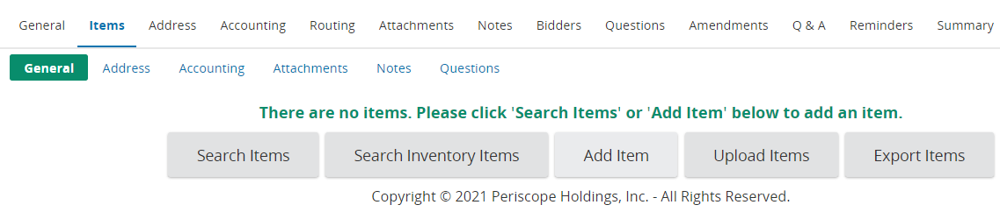 General Items Address Accounting Routing Attachments Notes Bidders Questions Amendments Q & A Reminders Summary
General Address Accounting Attachments Notes Questions
There are no items. Please click 'Search Items' or 'Add Item' below to add an item.
Search Items Search Inventory Items Add Item Upload Items Export Items
Copyright © 2021 Periscope Holdings, Inc. - All Rights Reserved.